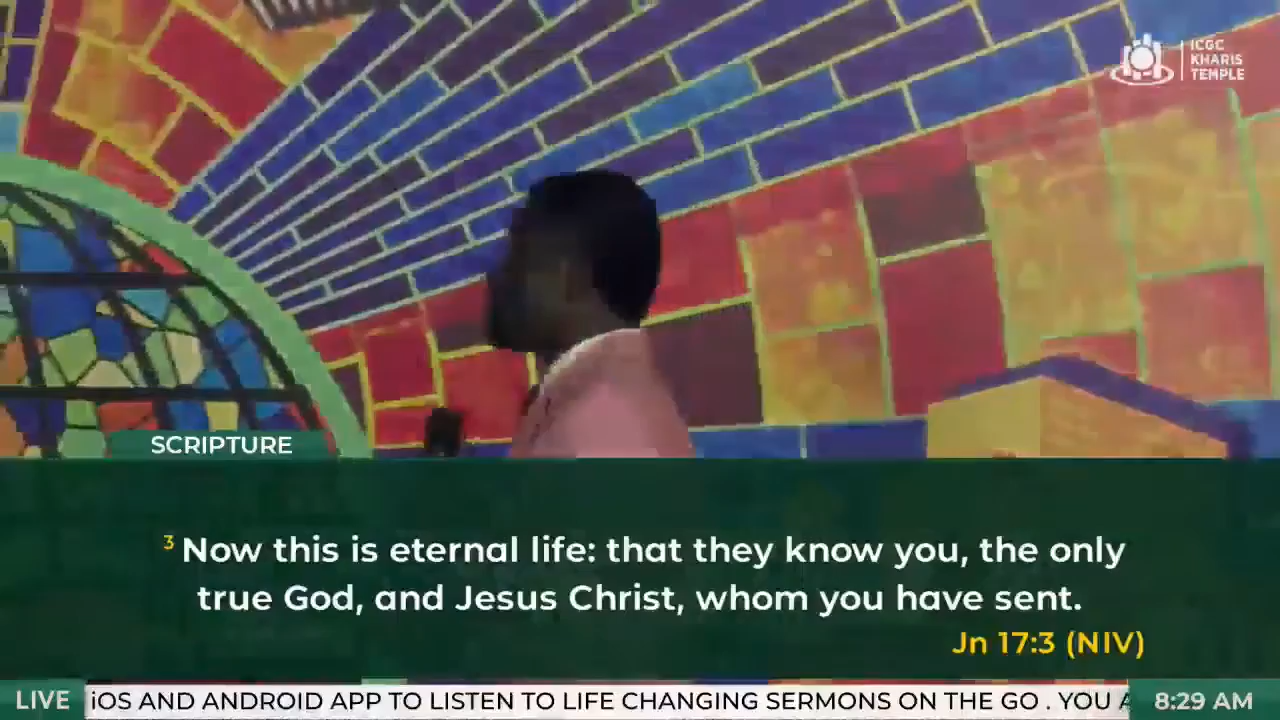 ICGC
KHARIS
TEMPLE
SCRIPTURE
3 Now this is eternal life: that they know you, the only
true God, and Jesus Christ, whom you have sent.
Jn 17:3 (NIV)
LIVE iOS AND ANDROID APP TO LISTEN TO LIFE CHANGING SERMONS ON THE GO . YOU 8:29 AM